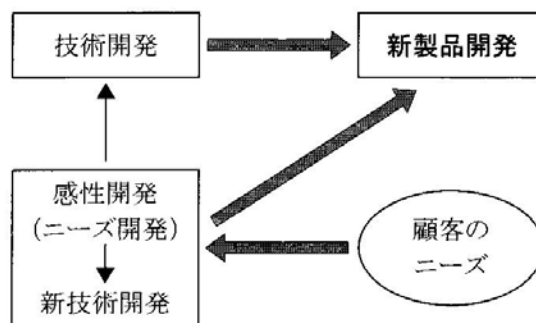 技術開発
新製品開発
感性開発
(ニーズ開発)
新技術開発
顧客の
ニーズ